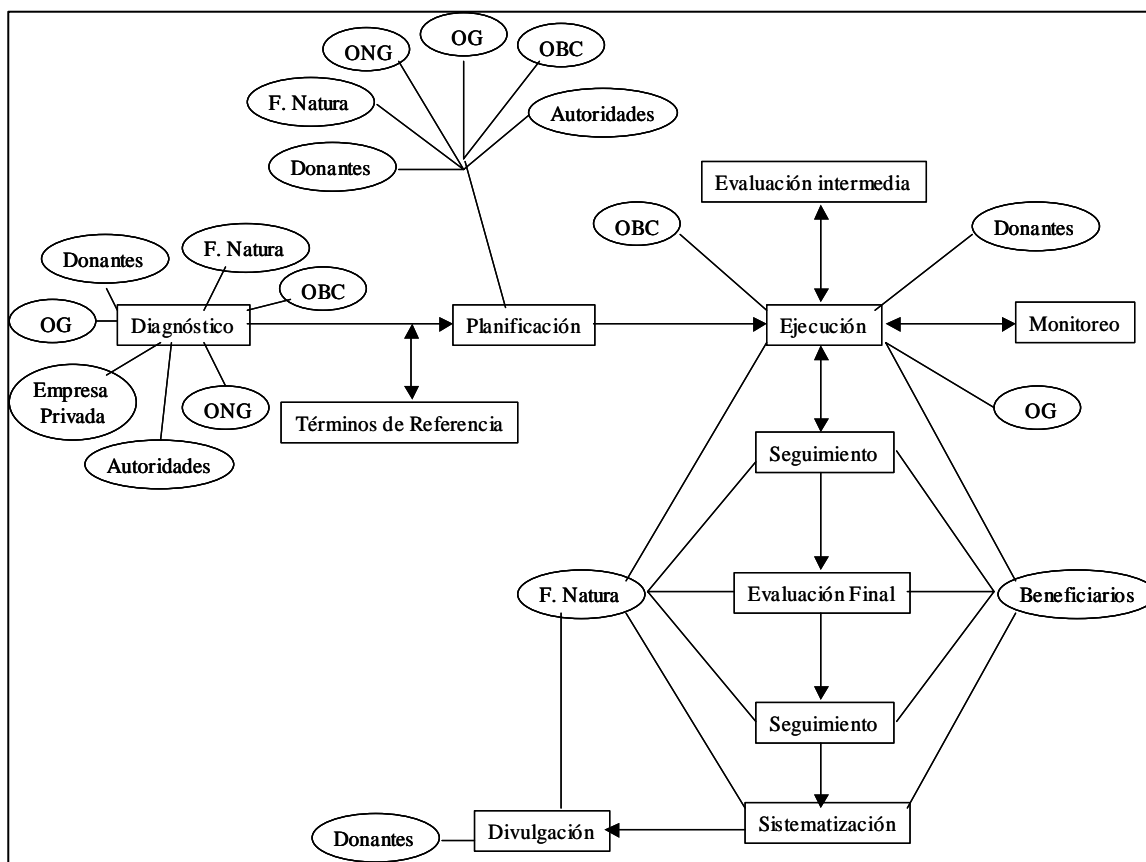 OG
ONG
OBC
F. Natura
Autoridades
Donantes
Evaluación intermedia
OBC
Donantes
F. Natura
Donantes
OBC
OG
Diagnóstico
Planificación
Ejecución
Monitoreo
Empresa
Privada
ONG
Términos de Referencia
OG
Autoridades
Seguimiento
F. Natura
Evaluación Final
Beneficiarios
Seguimiento
Donantes
Divulgación
Sistematización